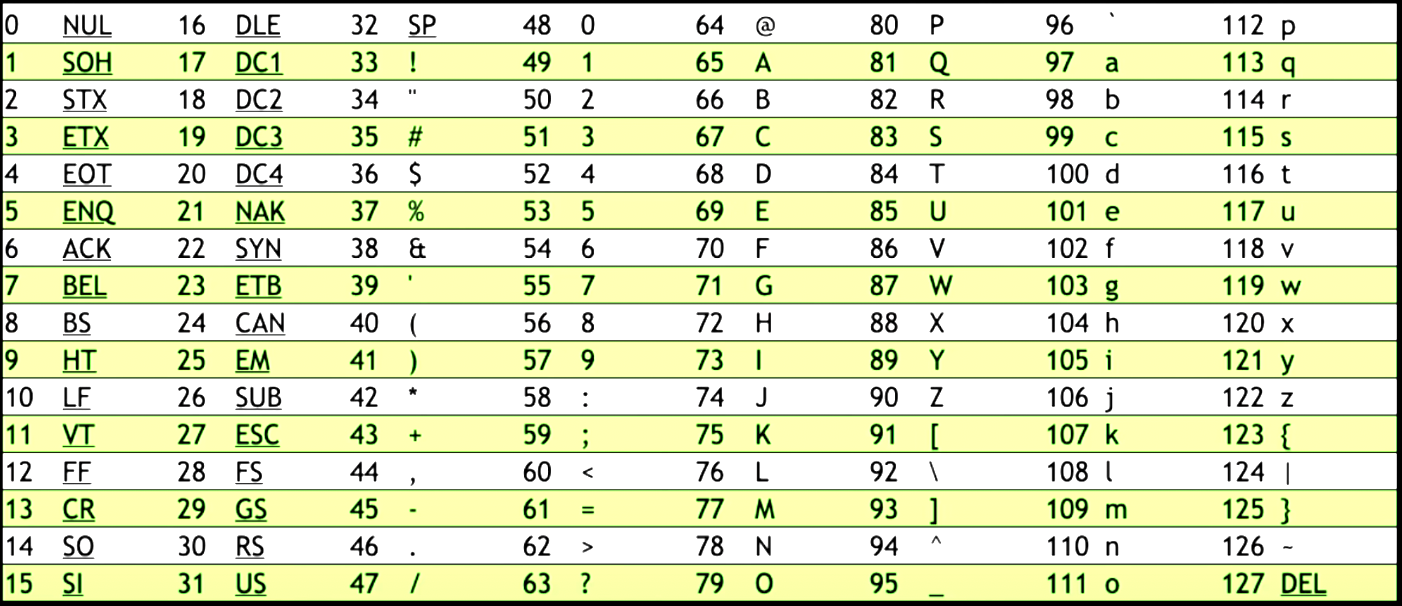 0 NUL 16 DLE 32 SP 48 0 64 @ 80 P 96 ` 112 p
1 SOH 17 DC1 33 ! 49 1 65 A 81 Q 97 a 113 q
2 STX 18 DC2 34 " 50 2 66 B 82 R 98 b 114 r
3 ETX 19 DC3 35 # 51 3 67 C 83 S 99 c 115 s
4 EOT 20 DC4 36 $ 52 4 68 D 84 T 100 d 116 t
5 ENQ 21 NAK 37 % 53 5 69 E 85 U 101 e 117 u
6 ACK 22 SYN 38 & 54 6 70 F 86 V 102 f 118 v
7 BEL 23 ETB 39 ' 55 7 71 G 87 W 103 g 119 w
8 BS 24 CAN 40 ( 56 8 72 H 88 X 104 h 120 x
9 HT 25 EM 41 ) 57 9 73 I 89 Y 105 i 121 y
10 LF 26 SUB 42 * 58 : 74 J 90 Z 106 j 122 z
11 VT 27 ESC 43 + 59 ; 75 K 91 [ 107 k 123 {
12 FF 28 FS 44 , 60 < 76 L 92 \ 108 l 124 |
13 CR 29 GS 45 - 61 = 77 M 93 ] 109 m 125 }
14 SO 30 RS 46 . 62 > 78 N 94 ^ 110 n 126 ~
15 SI 31 US 47 / 63 ? 79 O 95 _ 111 o 127 DEL